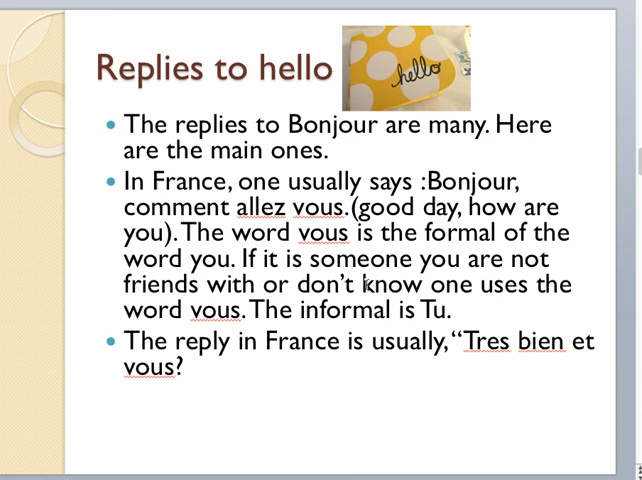 Replies to hello
hello
The replies to Bonjour are many. Here
are the main ones.
In France, one usually says :Bonjour,
comment allez vous.(good day, how are
you). The word vous is the formal of the
word you. If it is someone you are not
friends with or don't know one uses the
word vous. The informal is Tu.
The reply in France is usually, “Tres bien et
vous?